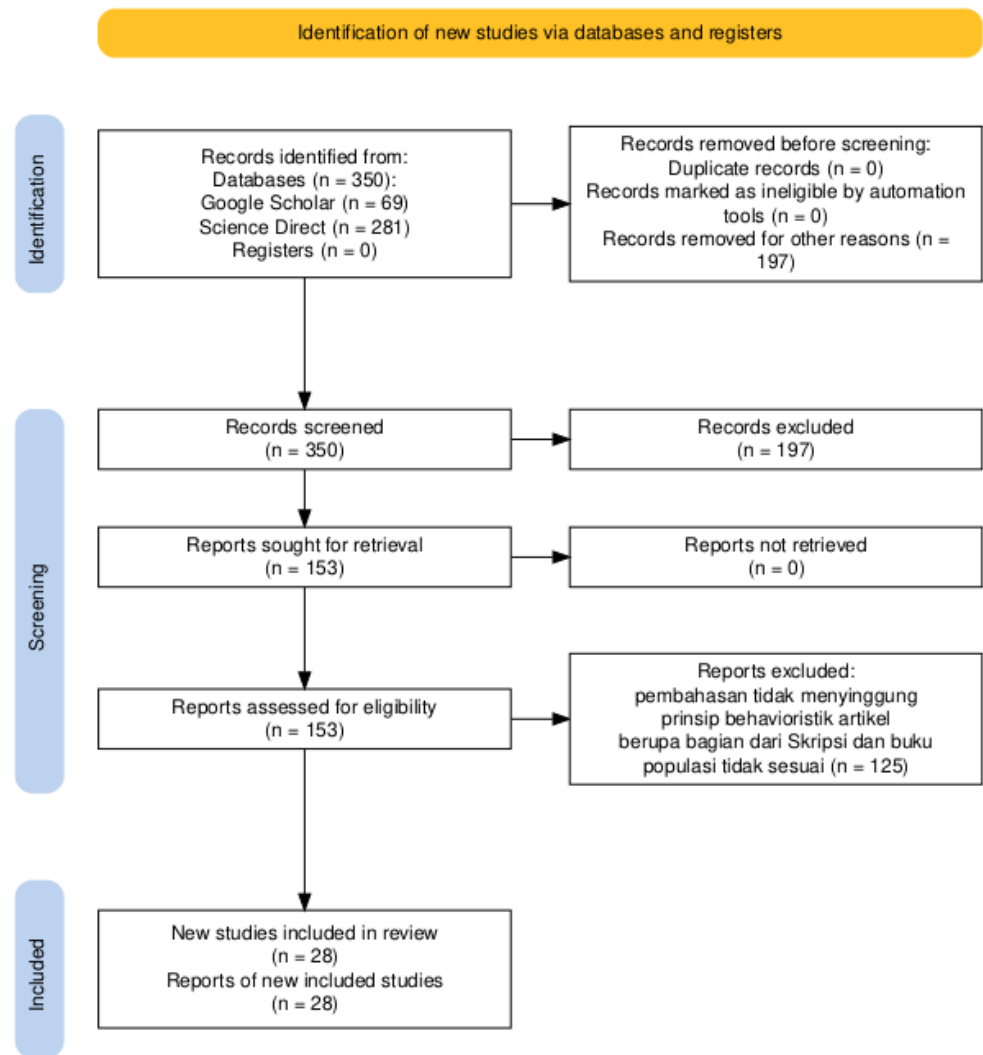 Identification of new studies via databases and registers
Identification
Records identified from:
Databases (n = 350):
Google Scholar (n = 69)
Science Direct (n = 281)
Registers (n = 0)
Records removed before screening:
Duplicate records (n = 0)
Records marked as ineligible by automation
tools (n = 0)
Records removed for other reasons (n =
197)
Screening
Records screened
(n = 350)
Records excluded
(n = 197)
Reports sought for retrieval
(n = 153)
Reports not retrieved
(n = 0)
Reports assessed for eligibility
(n = 153)
Reports excluded:
pembahasan tidak menyinggung
prinsip behavioristik artikel
berupa bagian dari Skripsi dan buku
populasi tidak sesuai (n = 125)
Included
New studies included in review
(n = 28)
Reports of new included studies
(n = 28)